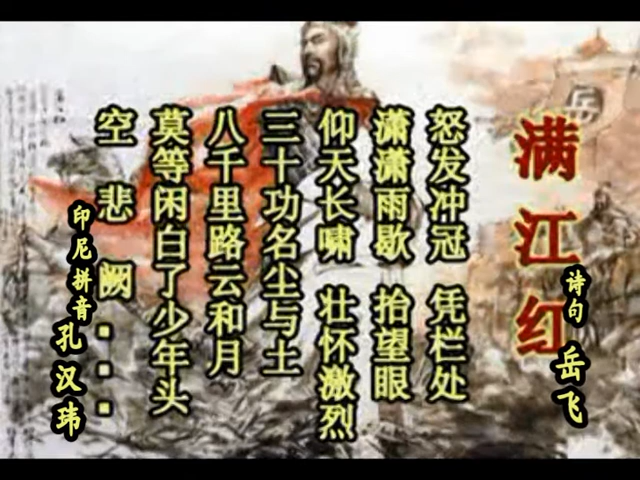 满江红
诗句 岳飞
岳
怒发冲冠 凭栏处
潇潇雨歇 抬望眼
仰天长啸 壮怀激烈
三十功名尘与土
八千里路云和月
莫等闲白了少年头
空 悲 阙...
印尼拼音 孔汉玮